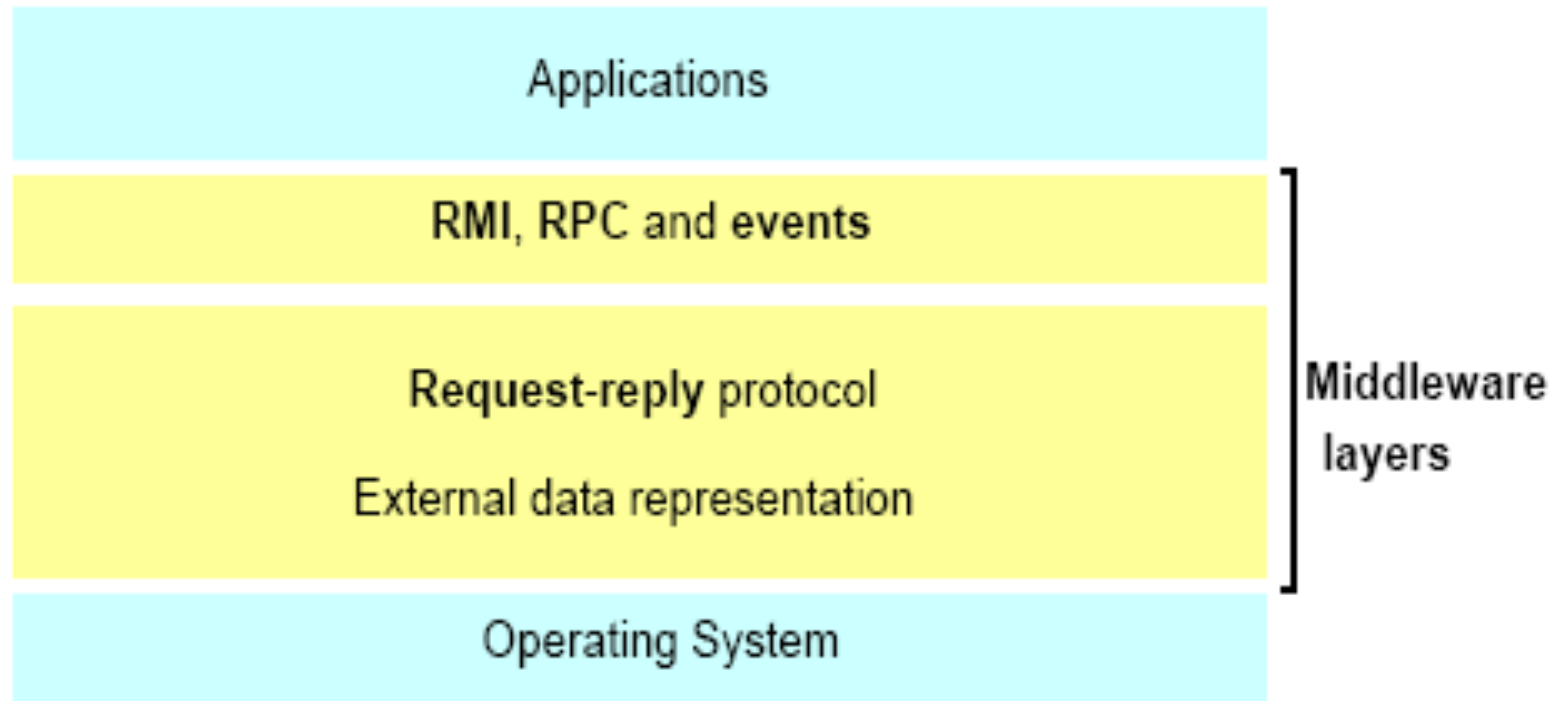 Applications
RMI, RPC and events
Request-reply protocol
Middleware
layers
External data representation
Operating System